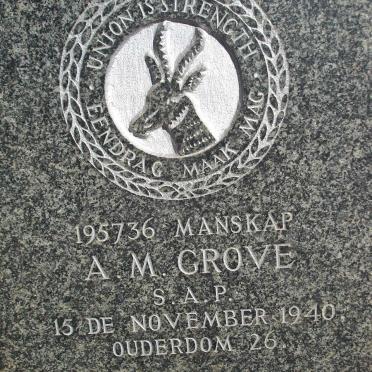 UNION IS STRENGTH
EENDRAG MAAK MAG
195736 MANSKAP
A. M. GROVE
S. A. P.
15 DE NOVEMBER 1940.
OUDERDOM 26.